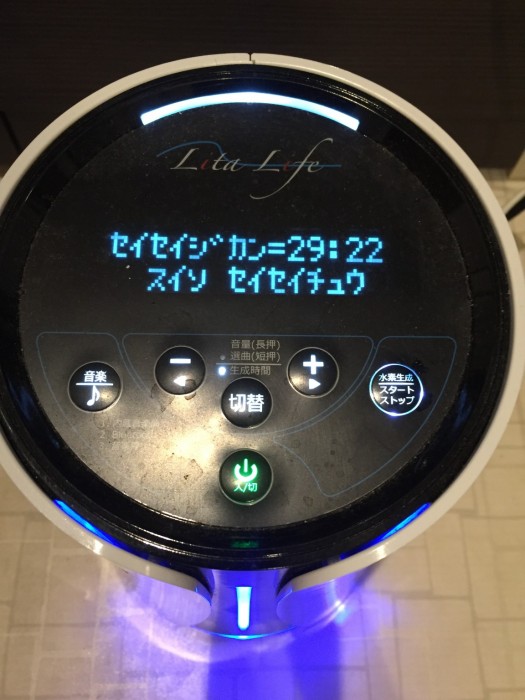 Lita Life
セイセイジカン=29:22
スイソ セイセイチュウ
音量(長押)
選曲(短押)
生成時間
音楽
−
+
切替
水素生成
スタート
ストップ
入/切